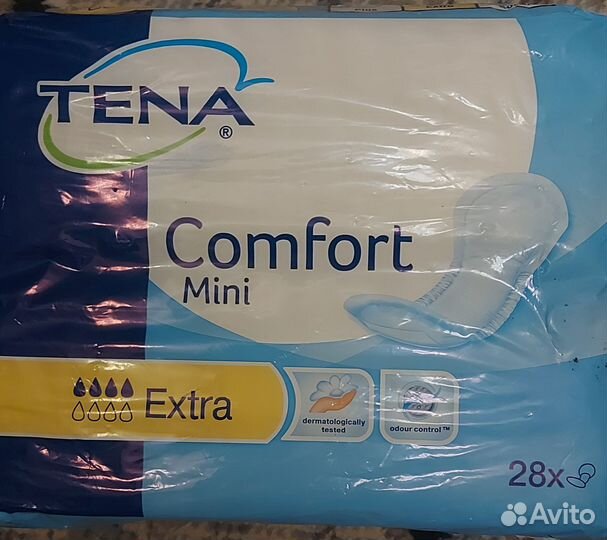 TENA®
Comfort
Mini
Extra
dermatologically
tested
odour control™
28x
Avito